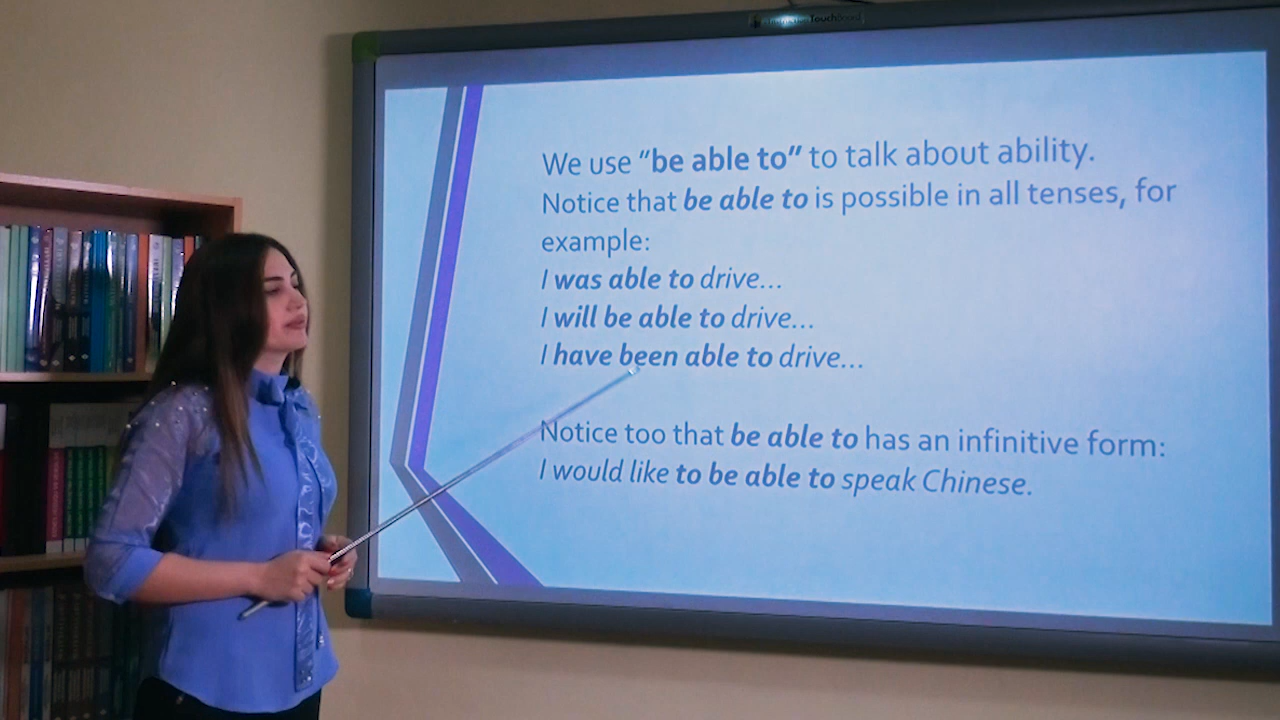 TouchBoard
We use “be able to” to talk about ability.
Notice that be able to is possible in all tenses, for
example:
I was able to drive…
I will be able to drive…
I have been able to drive…
Notice too that be able to has an infinitive form:
I would like to be able to speak Chinese.